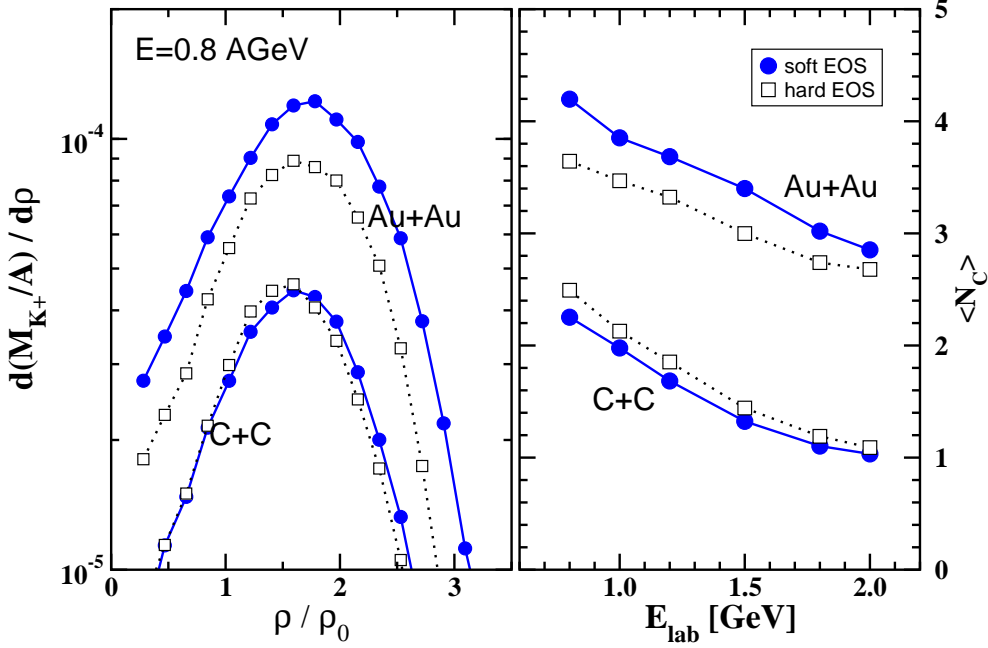 E=0.8 AGeV
Au+Au
C+C
10^-4
10^-5
d(M_K+/A) / dρ
0 1 2 3
ρ / ρ_0
soft EOS
hard EOS
Au+Au
C+C
1.0 1.5 2.0
E_lab [GeV]
5
4
3
2
1
0
<N_C>